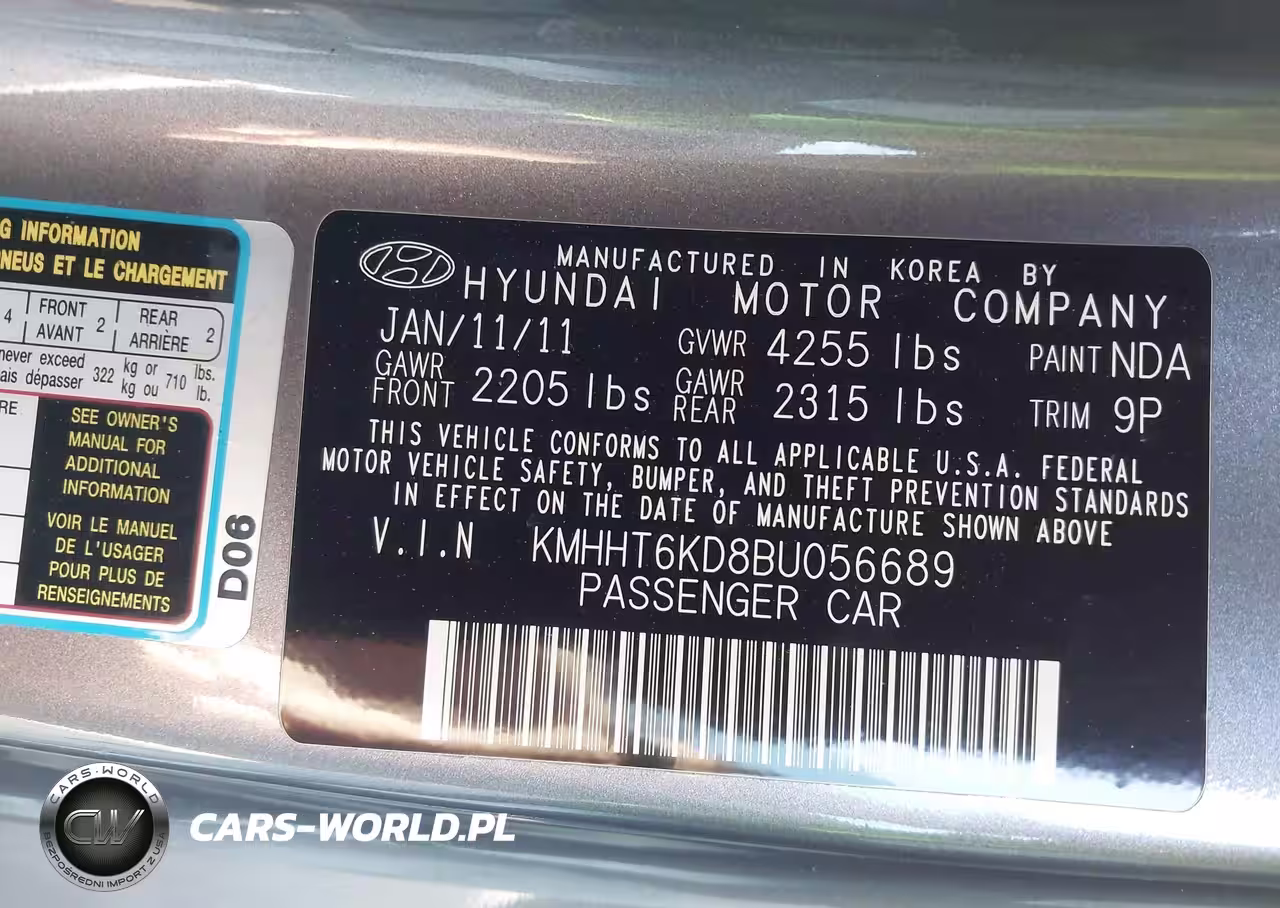 G INFORMATION
NEUS ET LE CHARGEMENT
4 FRONT AVANT 2 REAR ARRIÈRE 2
never exceed 322 kg or 710 lbs.
ais dépasser kg ou lb.
RE
SEE OWNER'S
MANUAL FOR
ADDITIONAL
INFORMATION
VOIR LE MANUEL
DE L'USAGER
POUR PLUS DE
RENSEIGNEMENTS
D06
MANUFACTURED IN KOREA BY
HYUNDAI MOTOR COMPANY
JAN/11/11 GVWR 4255 lbs PAINT NDA
GAWR FRONT 2205 lbs GAWR REAR 2315 lbs TRIM 9P
THIS VEHICLE CONFORMS TO ALL APPLICABLE U.S.A. FEDERAL
MOTOR VEHICLE SAFETY, BUMPER, AND THEFT PREVENTION STANDARDS
IN EFFECT ON THE DATE OF MANUFACTURE SHOWN ABOVE
V.I.N KMHHT6KD8BU056689
PASSENGER CAR
CARS-WORLD
CW
BEZPOŚREDNI IMPORT Z USA
CARS-WORLD.PL